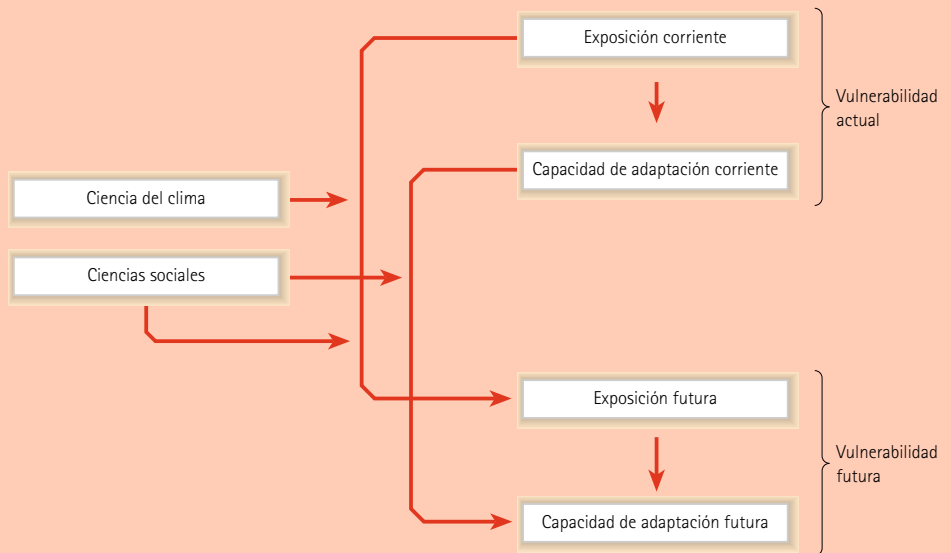 Exposición corriente
Vulnerabilidad
actual
Capacidad de adaptación corriente
Ciencia del clima
Ciencias sociales
Exposición futura
Vulnerabilidad
futura
Capacidad de adaptación futura